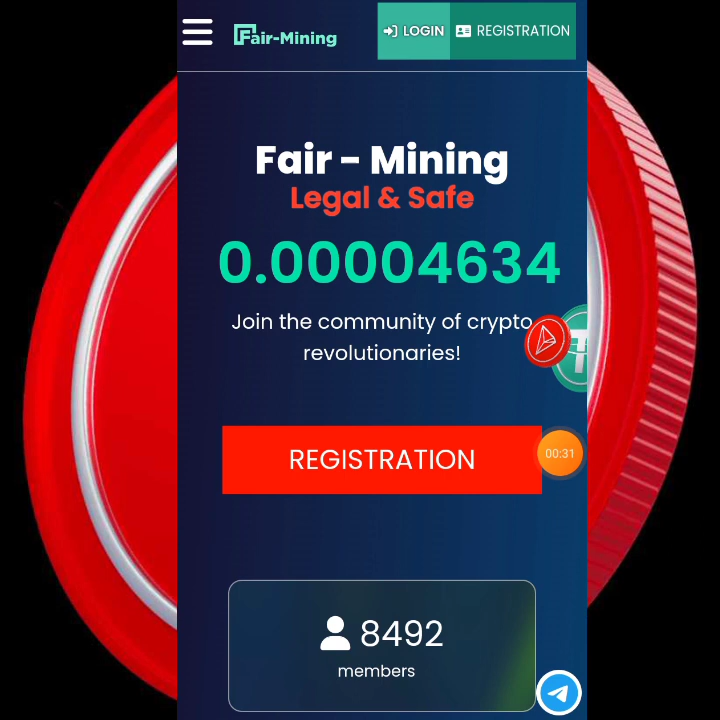 Fair-Mining
LOGIN
REGISTRATION
Fair - Mining
Legal & Safe
0.00004634
Join the community of crypto
revolutionaries!
REGISTRATION
00:31
8492
members